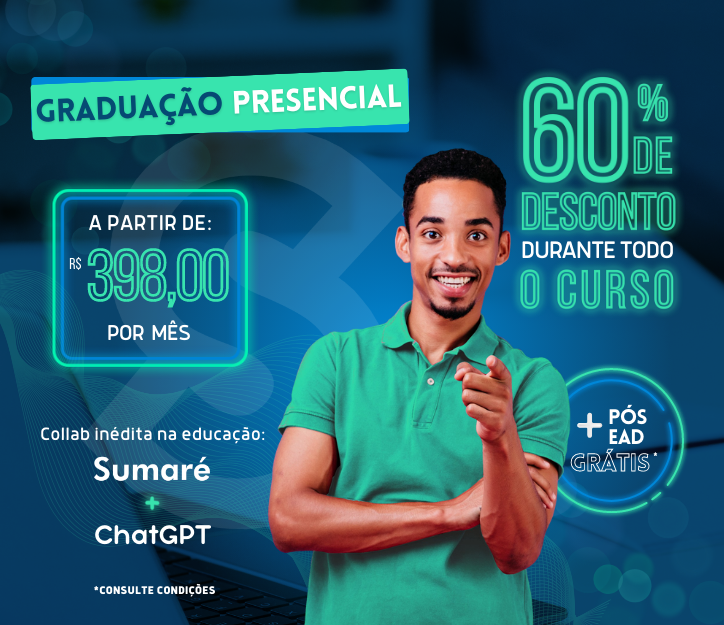 GRADUAÇÃO PRESENCIAL
60%
DE
DESCONTO
DURANTE TODO
O CURSO
A PARTIR DE:
R$ 398,00
POR MÊS
+ PÓS
EAD
GRÁTIS*
Collab inédita na educação:
Sumaré
+
ChatGPT
*CONSULTE CONDIÇÕES